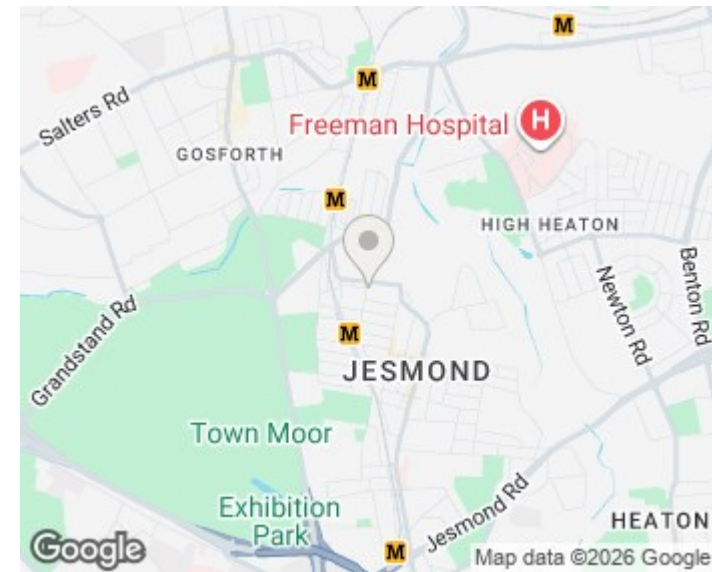 M
M
Salters Rd
Freeman Hospital
H
GOSFORTH
M
HIGH HEATON
Newton Rd
Benton Rd
Grandstand Rd
M
JESMOND
Town Moor
Exhibition
Park
Jesmond Rd
HEATON
M
Google
Map data ©2026 Google